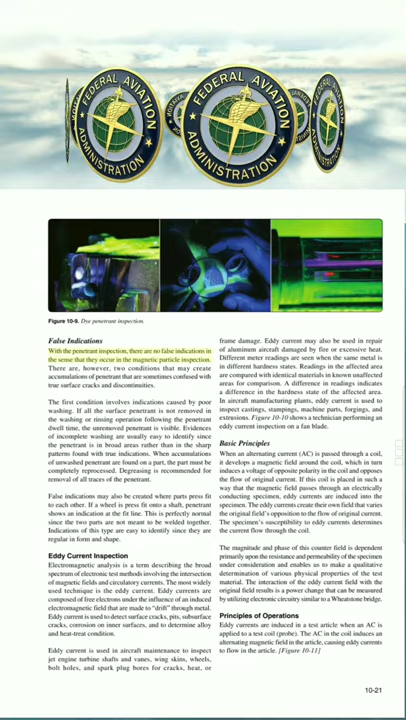 FEDERAL AVIATION
ADMINISTRATION
FEDERAL AVIATION
ADMINISTRATION
Figure 10-9. Dye penetrant inspection.
False Indications
With the penetrant inspection, there are no false indications in
the sense that they occur in the magnetic particle inspection.
There are, however, two conditions that may create
accumulations of penetrant that are sometimes confused with
true surface cracks and discontinuities.
The first condition involves indications caused by poor
washing. If all the surface penetrant is not removed in
the washing or rinsing operation following the penetrant
dwell time, the unremoved penetrant is visible. Evidences
of incomplete washing are usually easy to identify since
the penetrant is in broad areas rather than in the sharp
patterns found with true indications. When accumulations
of unwashed penetrant are found on a part, the part must be
completely reprocessed. Degreasing is recommended for
removal of all traces of the penetrant.
False indications may also be created where parts press fit
to each other. If a wheel is press fit onto a shaft, penetrant
shows an indication at the fit line. This is perfectly normal
since the two parts are not meant to be welded together.
Indications of this type are easy to identify since they are
regular in form and shape.
Eddy Current Inspection
Electromagnetic analysis is a term describing the broad
spectrum of electronic test methods involving the intersection
of magnetic fields and circulatory currents. The most widely
used technique is the eddy current. Eddy currents are
composed of free electrons under the influence of an induced
electromagnetic field that are made to “drift” through metal.
Eddy current is used to detect surface cracks, pits, subsurface
cracks, corrosion on inner surfaces, and to determine alloy
and heat-treat condition.
Eddy current is used in aircraft maintenance to inspect
jet engine turbine shafts and vanes, wing skins, wheels,
bolt holes, and spark plug bores for cracks, heat, or
frame damage. Eddy current may also be used in repair
of aluminum aircraft damaged by fire or excessive heat.
Different meter readings are seen when the same metal is
in different hardness states. Readings in the affected area
are compared with identical materials in known unaffected
areas for comparison. A difference in readings indicates
a difference in the hardness state of the affected area.
In aircraft manufacturing plants, eddy current is used to
inspect castings, stampings, machine parts, forgings, and
extrusions. Figure 10-10 shows a technician performing an
eddy current inspection on a fan blade.
Basic Principles
When an alternating current (AC) is passed through a coil,
it develops a magnetic field around the coil, which in turn
induces a voltage of opposite polarity in the coil and opposes
the flow of original current. If this coil is placed in such a
way that the magnetic field passes through an electrically
conducting specimen, eddy currents are induced into the
specimen. The eddy currents create their own field that varies
the original field’s opposition to the flow of original current.
The specimen’s susceptibility to eddy currents determines
the current flow through the coil.
The magnitude and phase of this counter field is dependent
primarily upon the resistance and permeability of the specimen
under consideration and enables us to make a qualitative
determination of various physical properties of the test
material. The interaction of the eddy current field with the
original field results is a power change that can be measured
by utilizing electronic circuitry similar to a Wheatstone bridge.
Principles of Operations
Eddy currents are induced in a test article when an AC is
applied to a test coil (probe). The AC in the coil induces an
alternating magnetic field in the article, causing eddy currents
to flow in the article. [Figure 10-11]
10-21